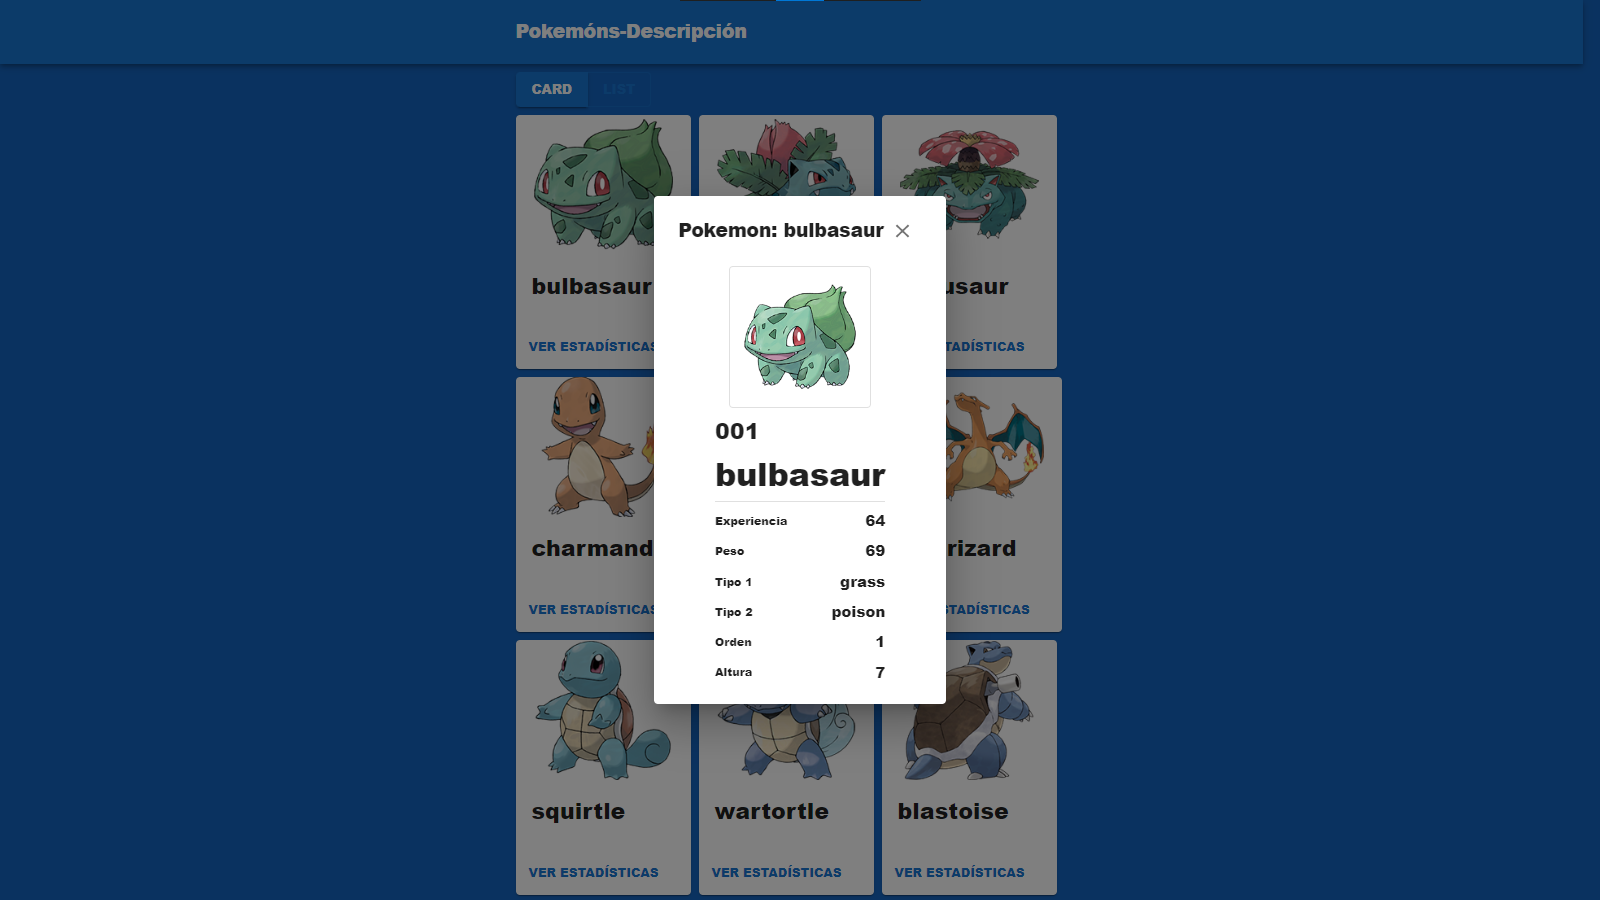 Pokemóns-Descripción
CARD LIST
bulbasaur
usaur
VER ESTADÍSTICAS
TADÍSTICAS
Pokemon: bulbasaur
001
bulbasaur
Experiencia 64
Peso 69
Tipo 1 grass
Tipo 2 poison
Orden 1
Altura 7
charmand
rizard
VER ESTADÍSTICAS
STADÍSTICAS
squirtle
wartortle
blastoise
VER ESTADÍSTICAS
VER ESTADÍSTICAS
VER ESTADÍSTICAS